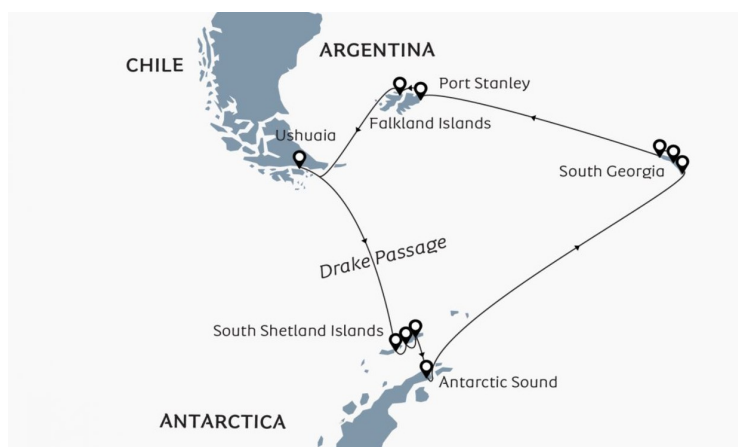 ARGENTINA
CHILE
Port Stanley
Falkland Islands
Ushuaia
South Georgia
Drake Passage
South Shetland Islands
Antarctic Sound
ANTARCTICA